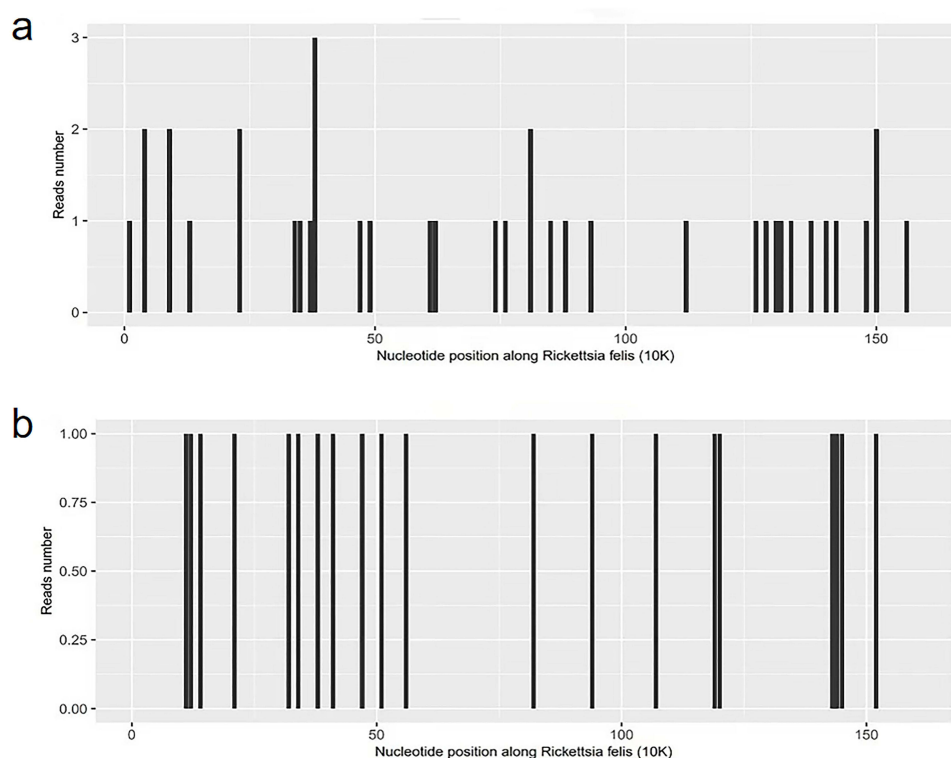 a
3
2
1
0
Reads number
0 50 100 150
Nucleotide position along Rickettsia felis (10K)
b
1.00
0.75
0.50
0.25
0.00
Reads number
0 50 100 150
Nucleotide position along Rickettsia felis (10K)